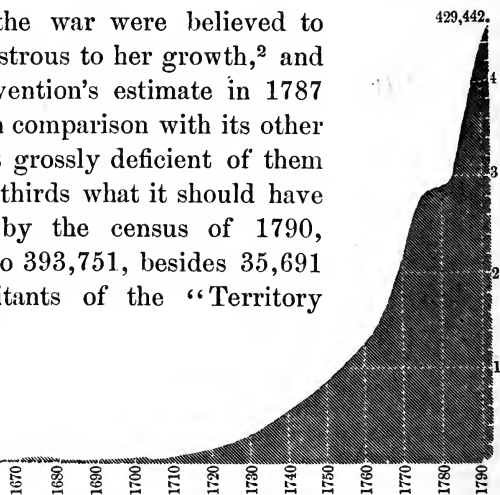 the war were believed to
strous to her growth,² and
vention's estimate in 1787
n comparison with its other
s grossly deficient of them
thirds what it should have
by the census of 1790,
o 393,751, besides 35,691
itants of the “Territory
429,442.
4
3
2
1
1670 1680 1690 1700 1710 1720 1730 1740 1750 1760 1770 1780 1790